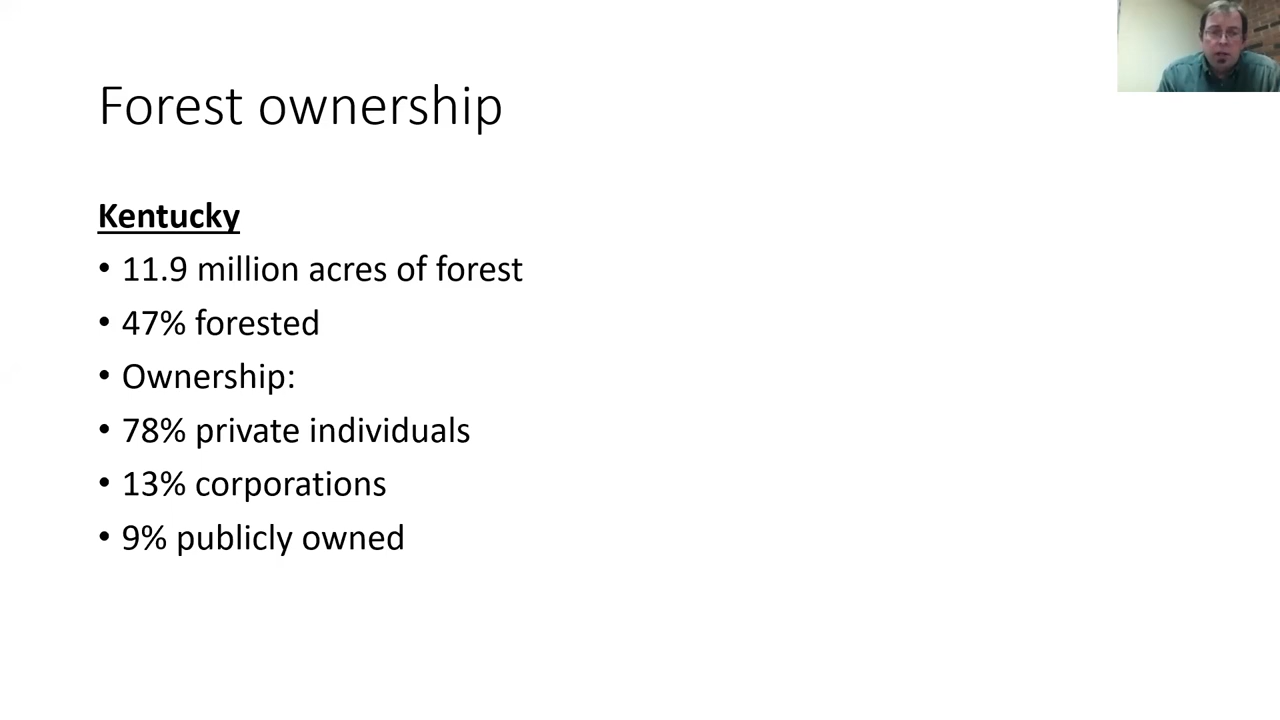 Forest ownership
Kentucky
• 11.9 million acres of forest
• 47% forested
• Ownership:
• 78% private individuals
• 13% corporations
• 9% publicly owned